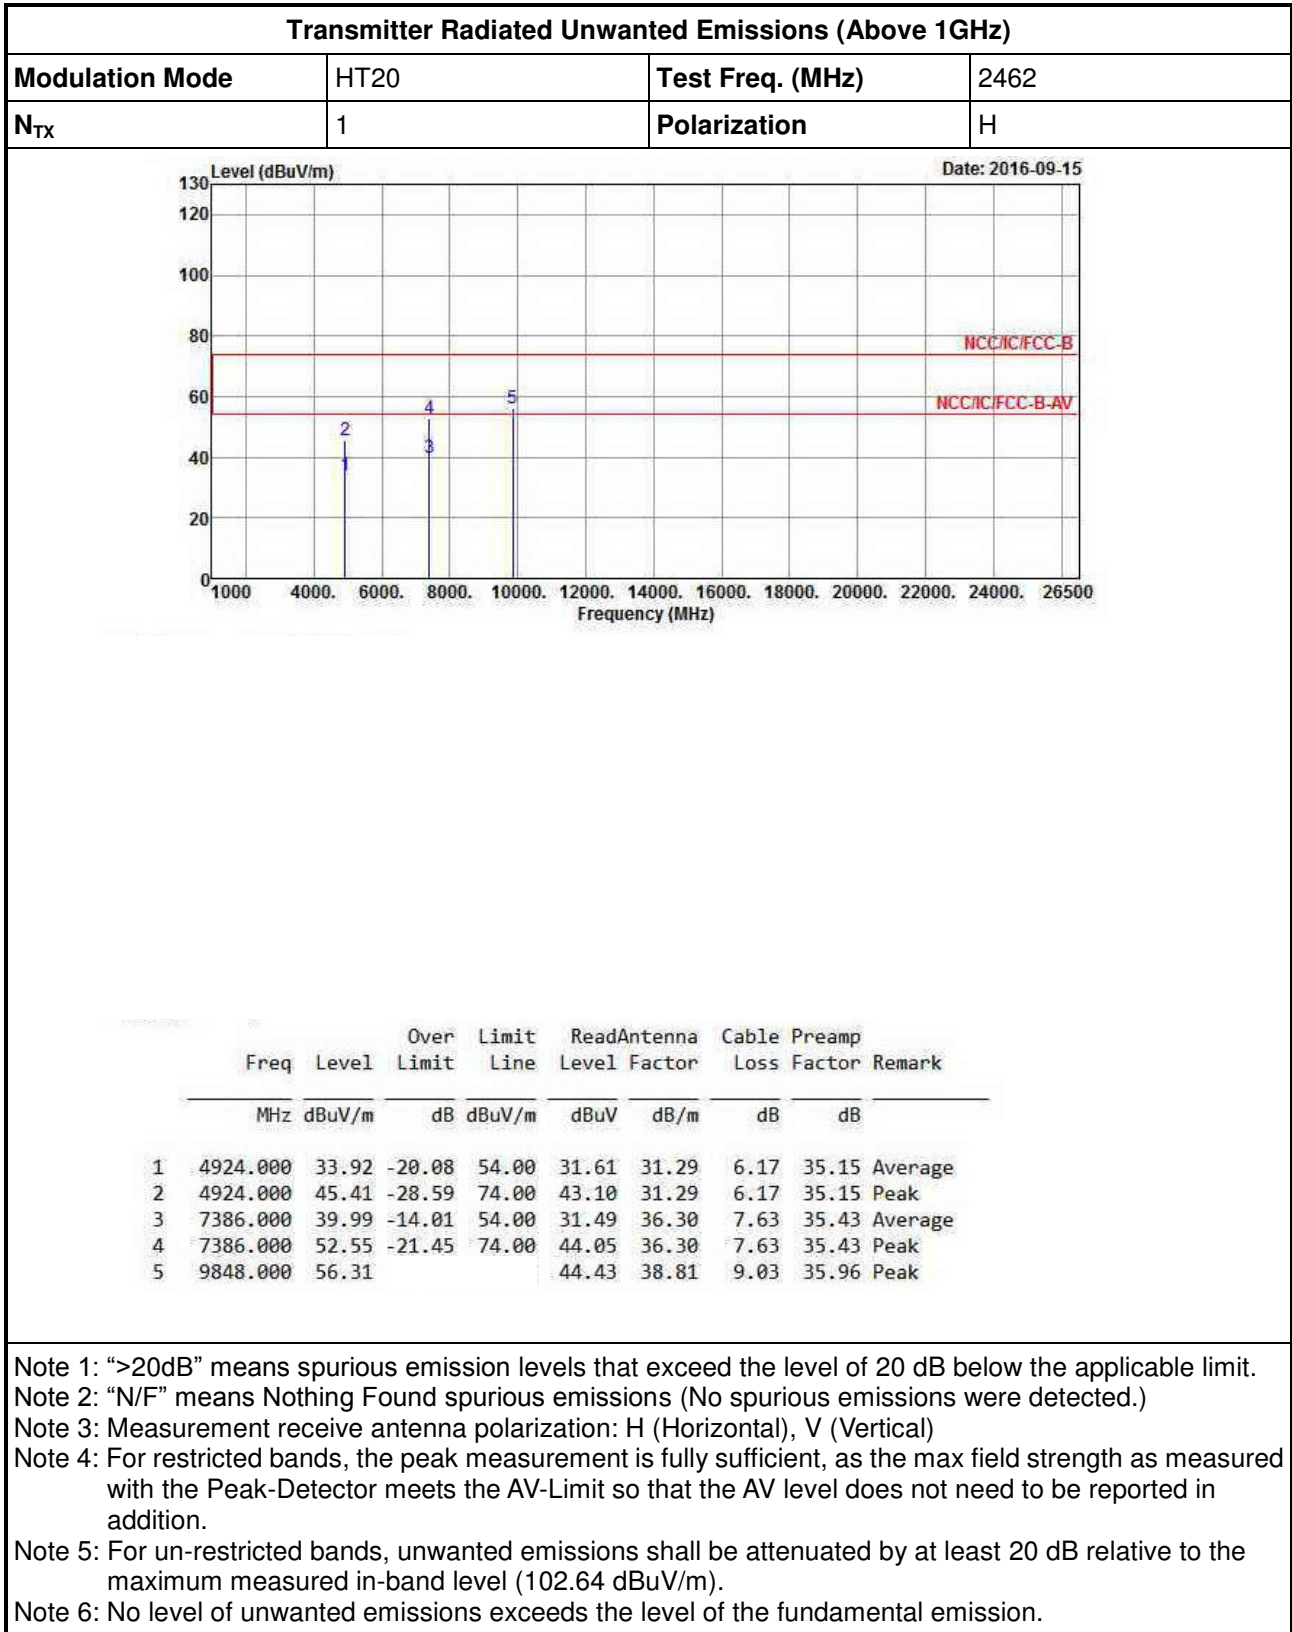 Transmitter Radiated Unwanted Emissions (Above 1GHz)
Modulation Mode HT20 Test Freq. (MHz) 2462
NTX 1 Polarization H
Level (dBuV/m) Date: 2016-09-15
130
120
100
80
NCC/IC/FCC-B
60
NCC/IC/FCC-B-AV
5
4
2
3
40
1
20
0
1000 4000. 6000. 8000. 10000. 12000. 14000. 16000. 18000. 20000. 22000. 24000. 26500
Frequency (MHz)
Over Limit ReadAntenna Cable Preamp
Freq Level Limit Line Level Factor Loss Factor Remark
MHz dBuV/m dB dBuV/m dBuV dB/m dB dB
1 4924.000 33.92 -20.08 54.00 31.61 31.29 6.17 35.15 Average
2 4924.000 45.41 -28.59 74.00 43.10 31.29 6.17 35.15 Peak
3 7386.000 39.99 -14.01 54.00 31.49 36.30 7.63 35.43 Average
4 7386.000 52.55 -21.45 74.00 44.05 36.30 7.63 35.43 Peak
5 9848.000 56.31 44.43 38.81 9.03 35.96 Peak
Note 1: “>20dB” means spurious emission levels that exceed the level of 20 dB below the applicable limit.
Note 2: “N/F” means Nothing Found spurious emissions (No spurious emissions were detected.)
Note 3: Measurement receive antenna polarization: H (Horizontal), V (Vertical)
Note 4: For restricted bands, the peak measurement is fully sufficient, as the max field strength as measured
with the Peak-Detector meets the AV-Limit so that the AV level does not need to be reported in
addition.
Note 5: For un-restricted bands, unwanted emissions shall be attenuated by at least 20 dB relative to the
maximum measured in-band level (102.64 dBuV/m).
Note 6: No level of unwanted emissions exceeds the level of the fundamental emission.